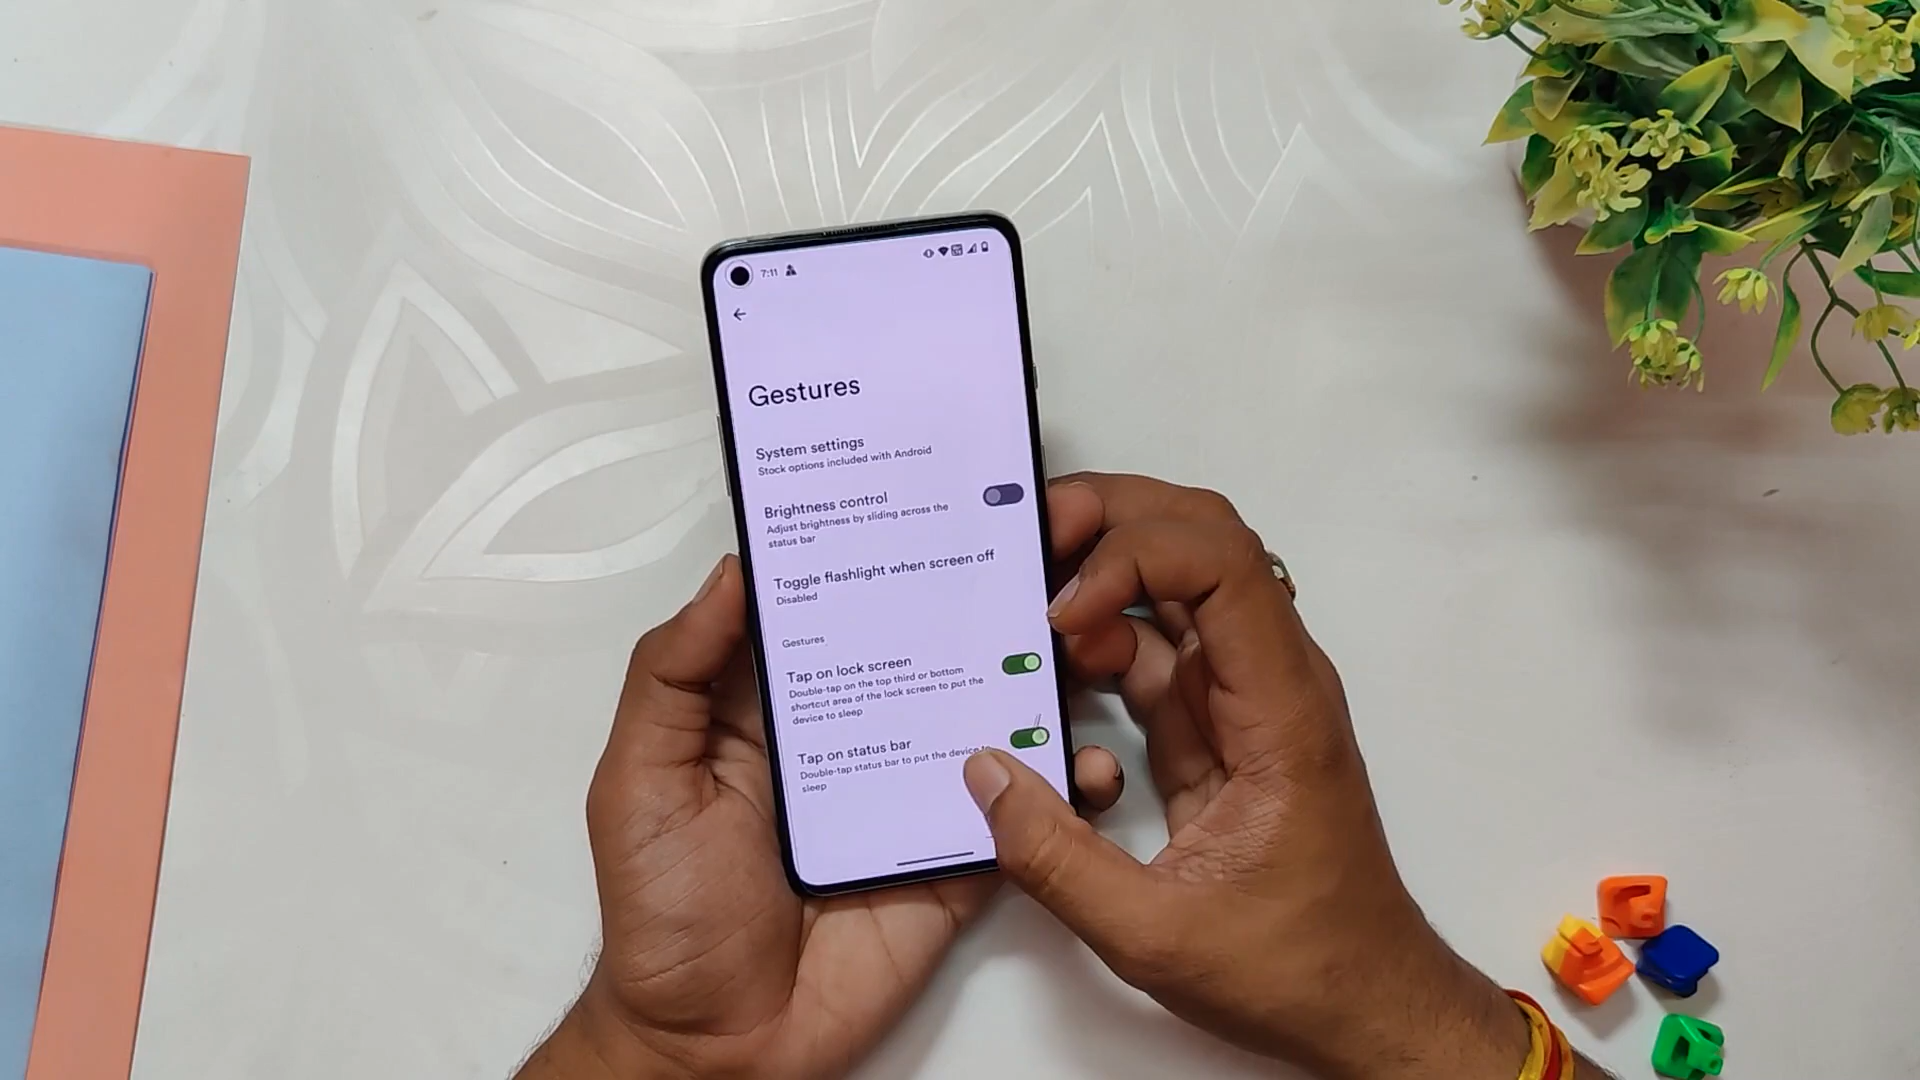 7:11
Gestures
System settings
Stock options included with Android
Brightness control
Adjust brightness by sliding across the
status bar
Toggle flashlight when screen off
Disabled
Gestures
Tap on lock screen
Double-tap on the top third or bottom
shortcut area of the lock screen to put the
device to sleep
Tap on status bar
Double-tap status bar to put the device to
sleep